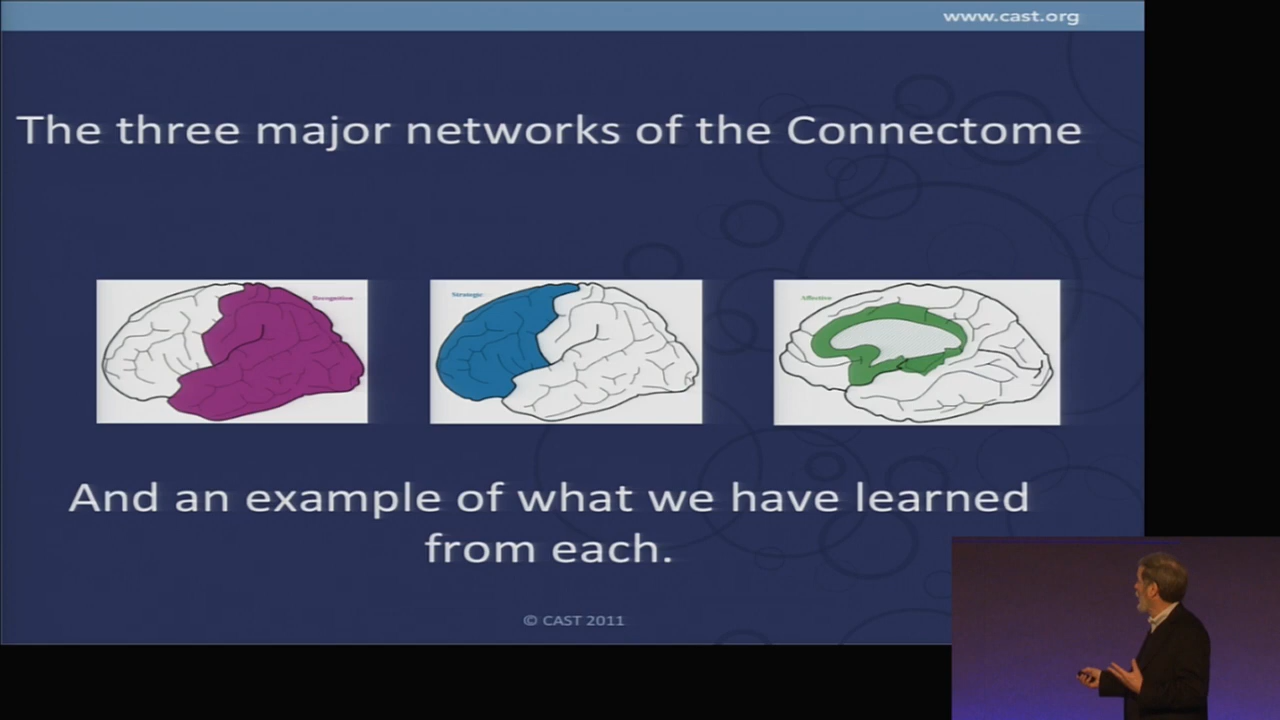 www.cast.org
The three major networks of the Connectome
Recognition
Strategic
Affective
And an example of what we have learned
from each.
© CAST 2011